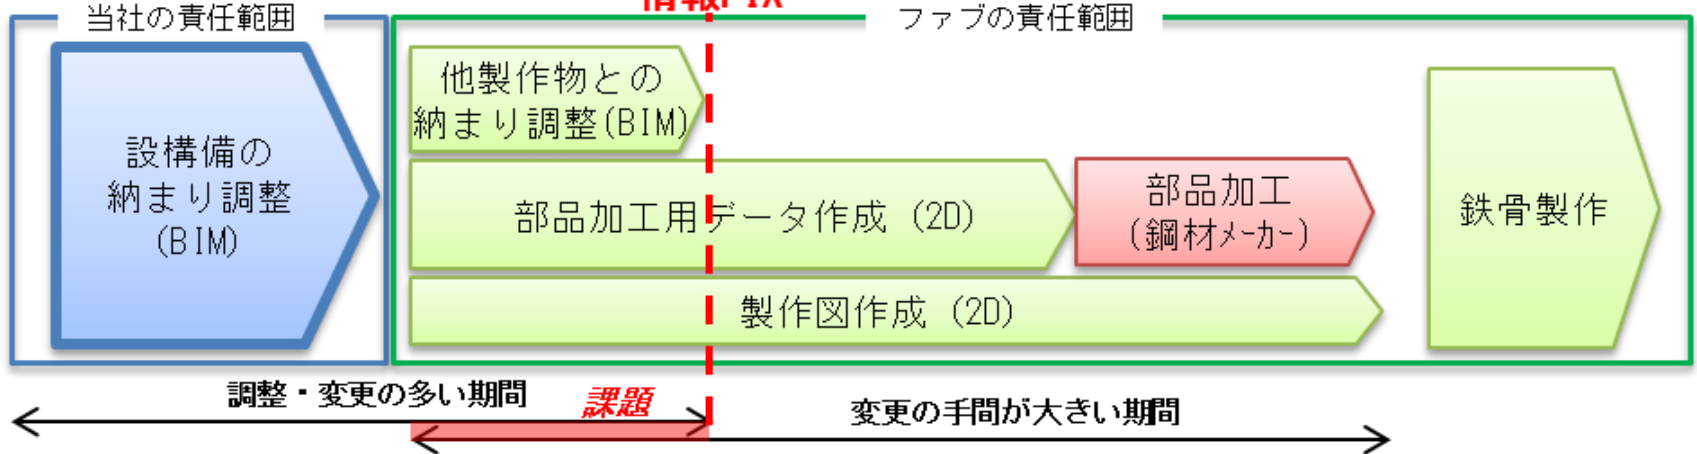 当社の責任範囲
情報FIX
ファブの責任範囲
設構備の
納まり調整
(BIM)
他製作物との
納まり調整(BIM)
部品加工用データ作成 (2D)
部品加工
(鋼材メーカー)
製作図作成 (2D)
鉄骨製作
調整・変更の多い期間
課題
変更の手間が大きい期間